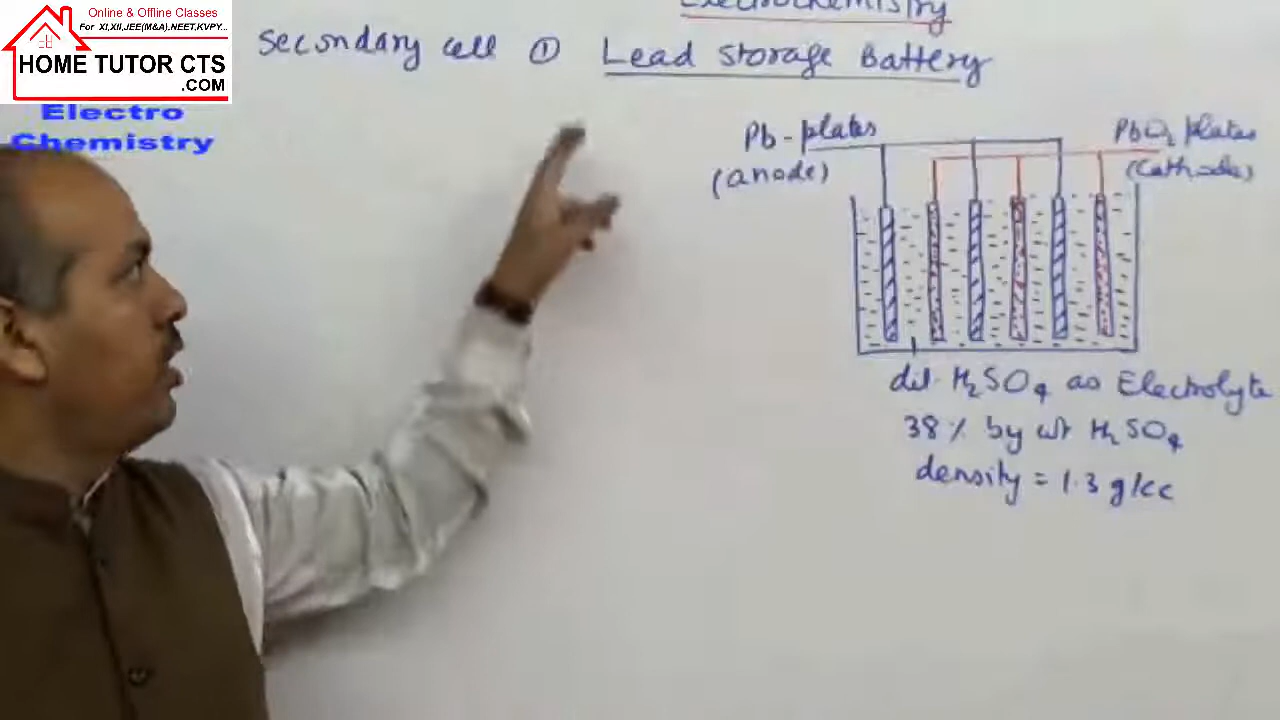 Online & Offline Classes
For XI,XII,JEE(M&A),NEET,KVPY...
HOME TUTOR CTS
.COM
Electro
Chemistry
Electrochemistry
Secondary cell ① Lead Storage Battery
Pb-plates
(anode)
PbO₂ plates
(Cathode)
dil. H₂SO₄ as Electrolyte
38% by wt H₂SO₄
density = 1.3 g/cc